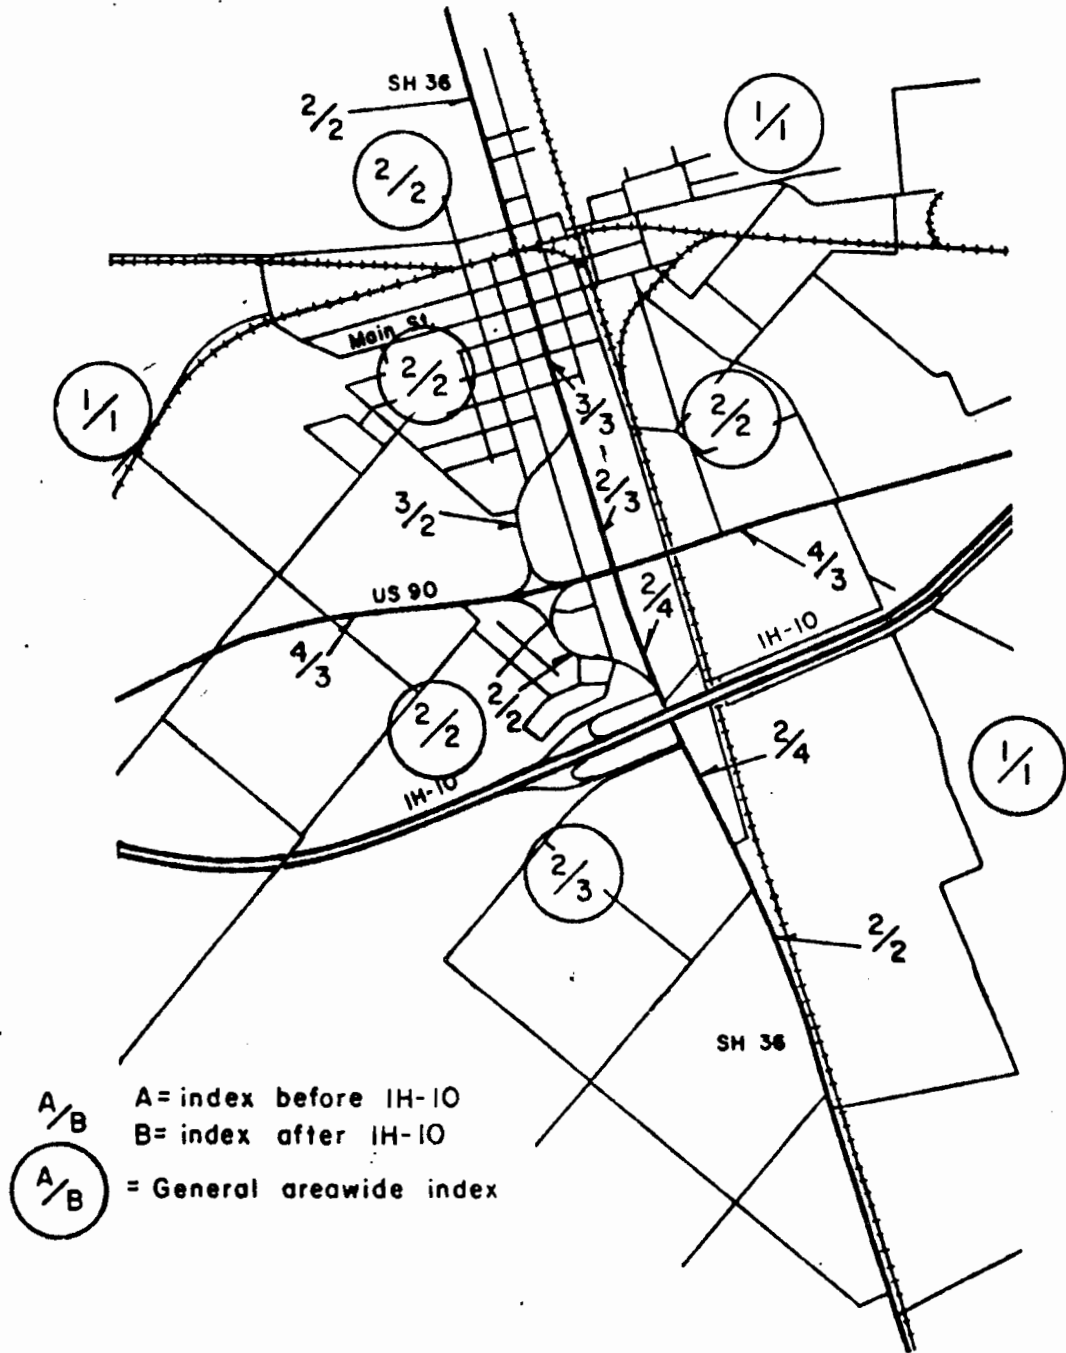 SH 36
2/2
1/1
2/2
Main St.
2/2
1/1
3/3
2/2
2/3
3/2
4/3
US 90
2/4
IH-10
4/3
2/2
2/2
2/4
1/1
IH-10
2/3
2/2
SH 36
A/B
A= index before IH-10
B= index after IH-10
A/B = General areawide index